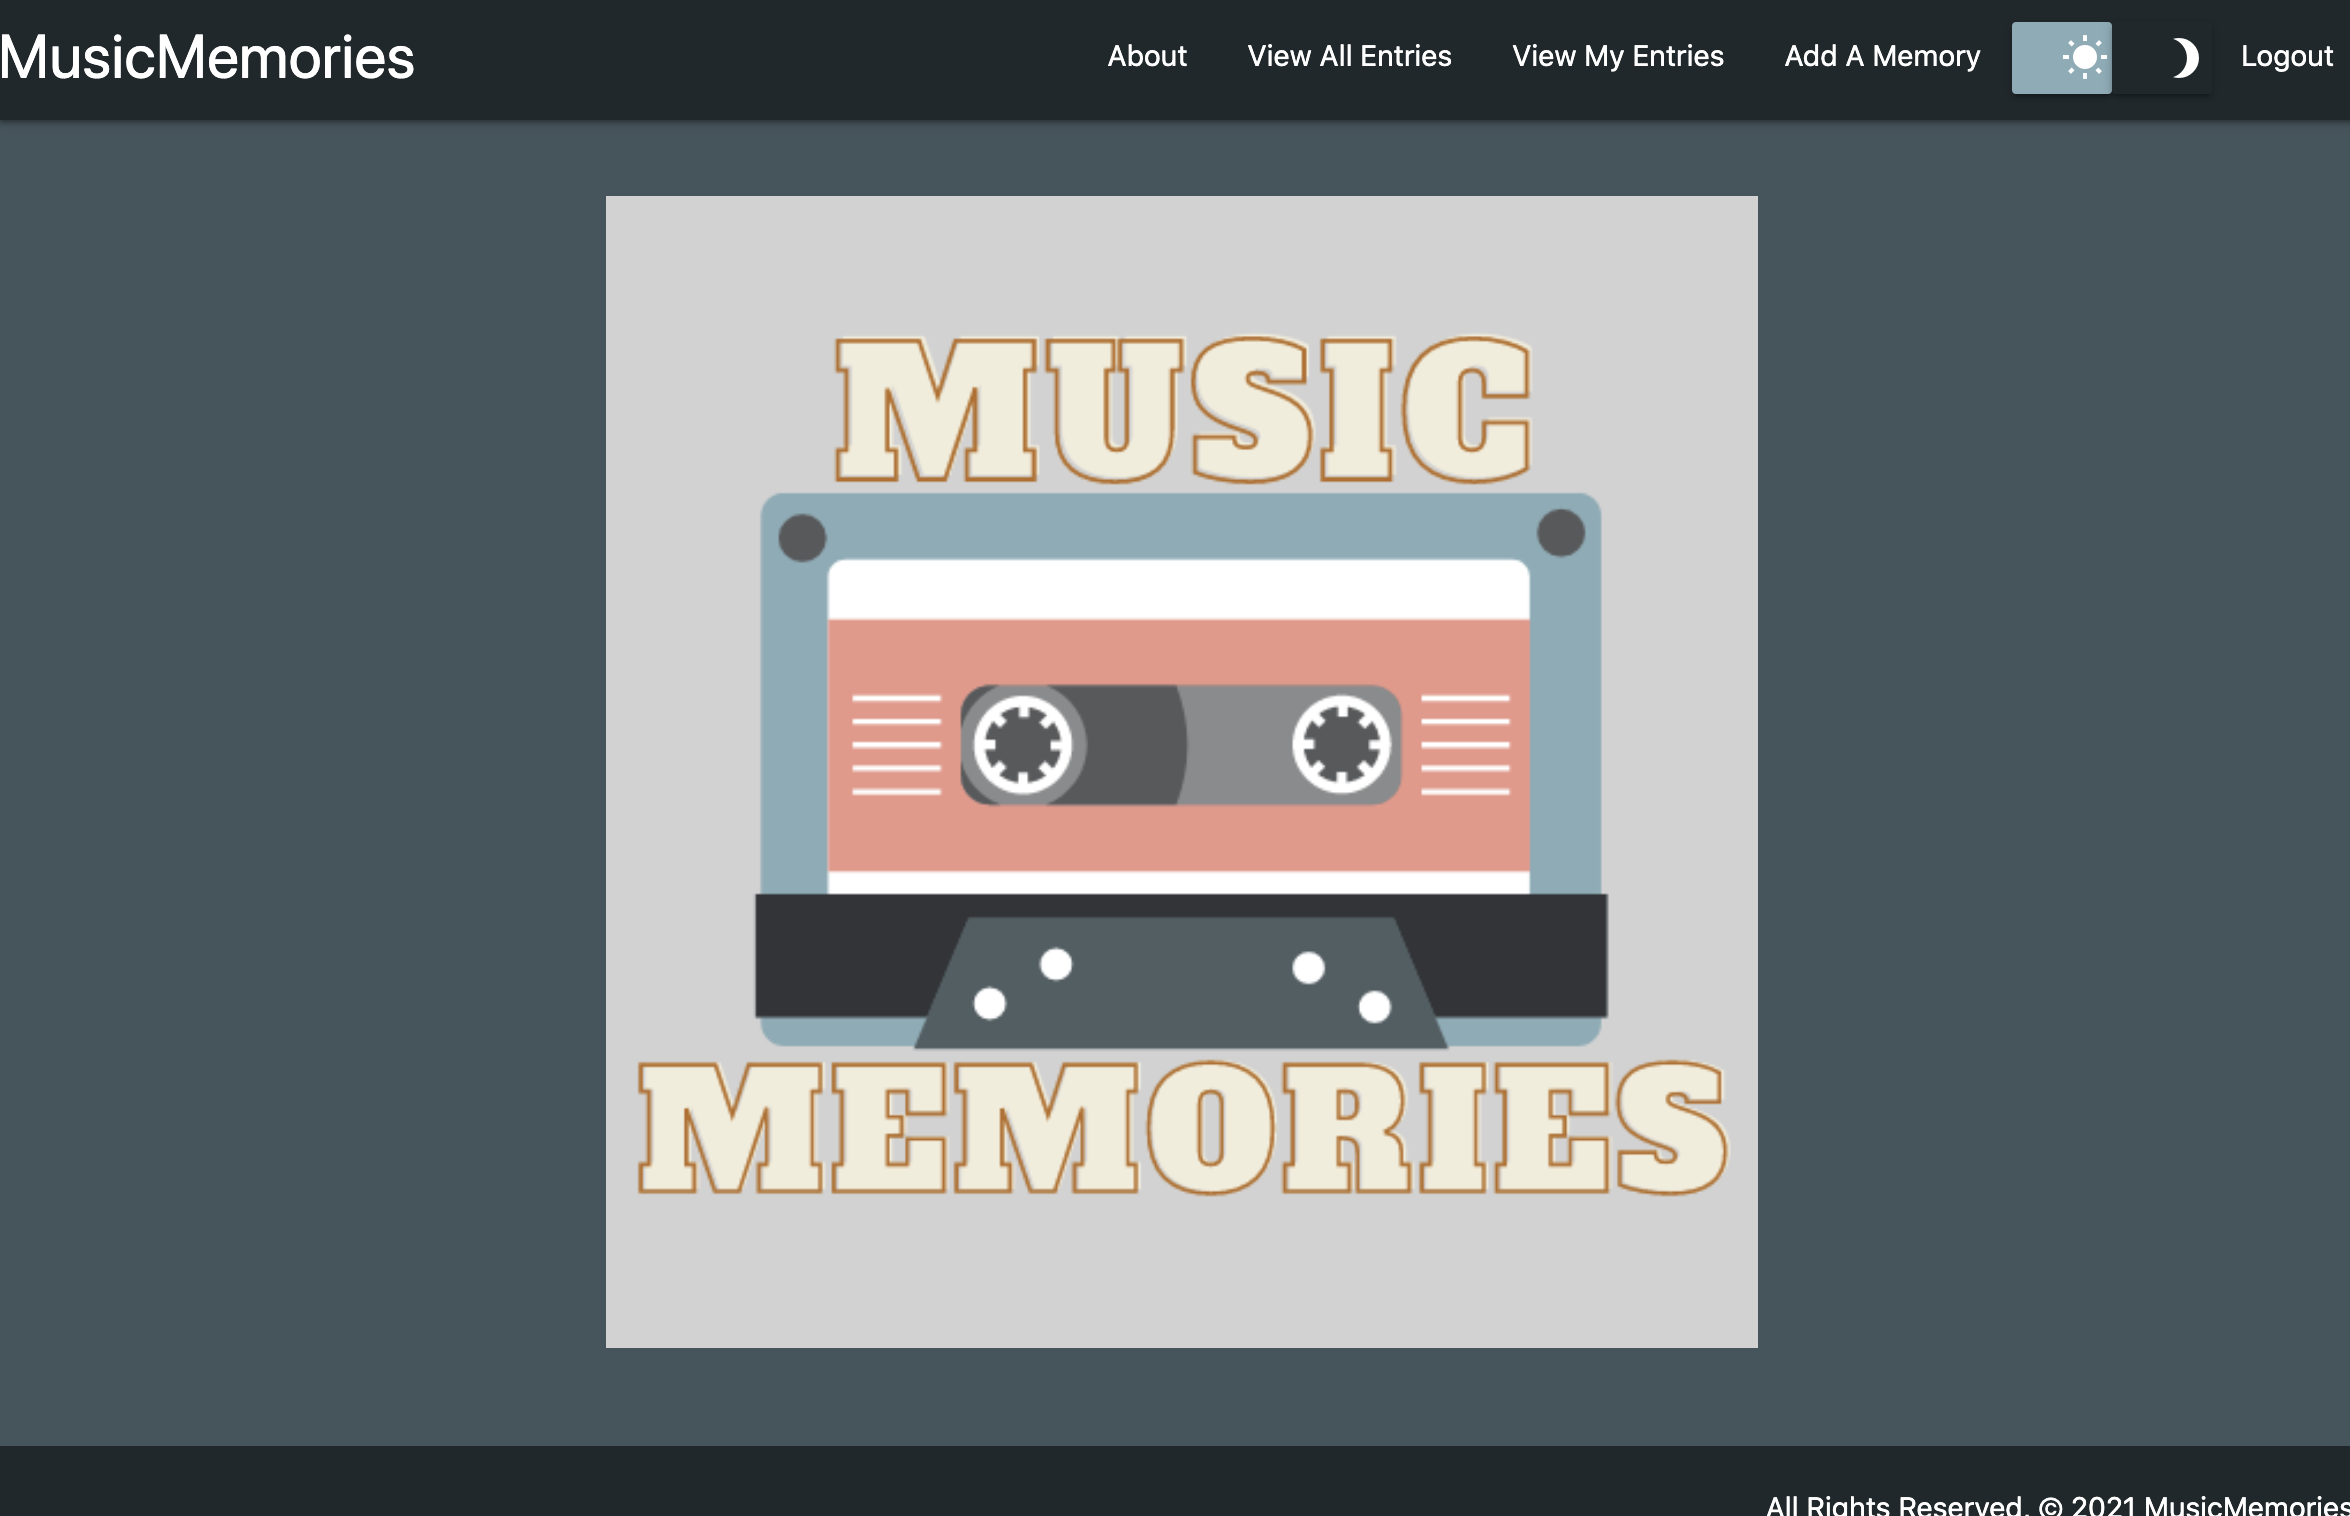 MusicMemories About View All Entries View My Entries Add A Memory Logout
MUSIC
MEMORIES
All Rights Reserved. © 2021 MusicMemories